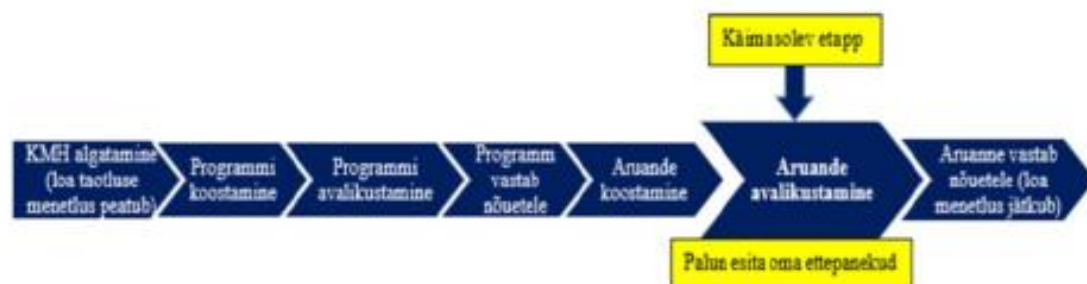 Käimasolev etapp
KMH algatamine
(loa taotluse
menetlus peatub)
Programmi
koostamine
Programmi
avalikustamine
Programm
vastab
nõuetele
Aruande
koostamine
Aruande
avalikustamine
Aruanne vastab
nõuetele (loa
menetlus jätkub)
Palun esita oma ettepanekud